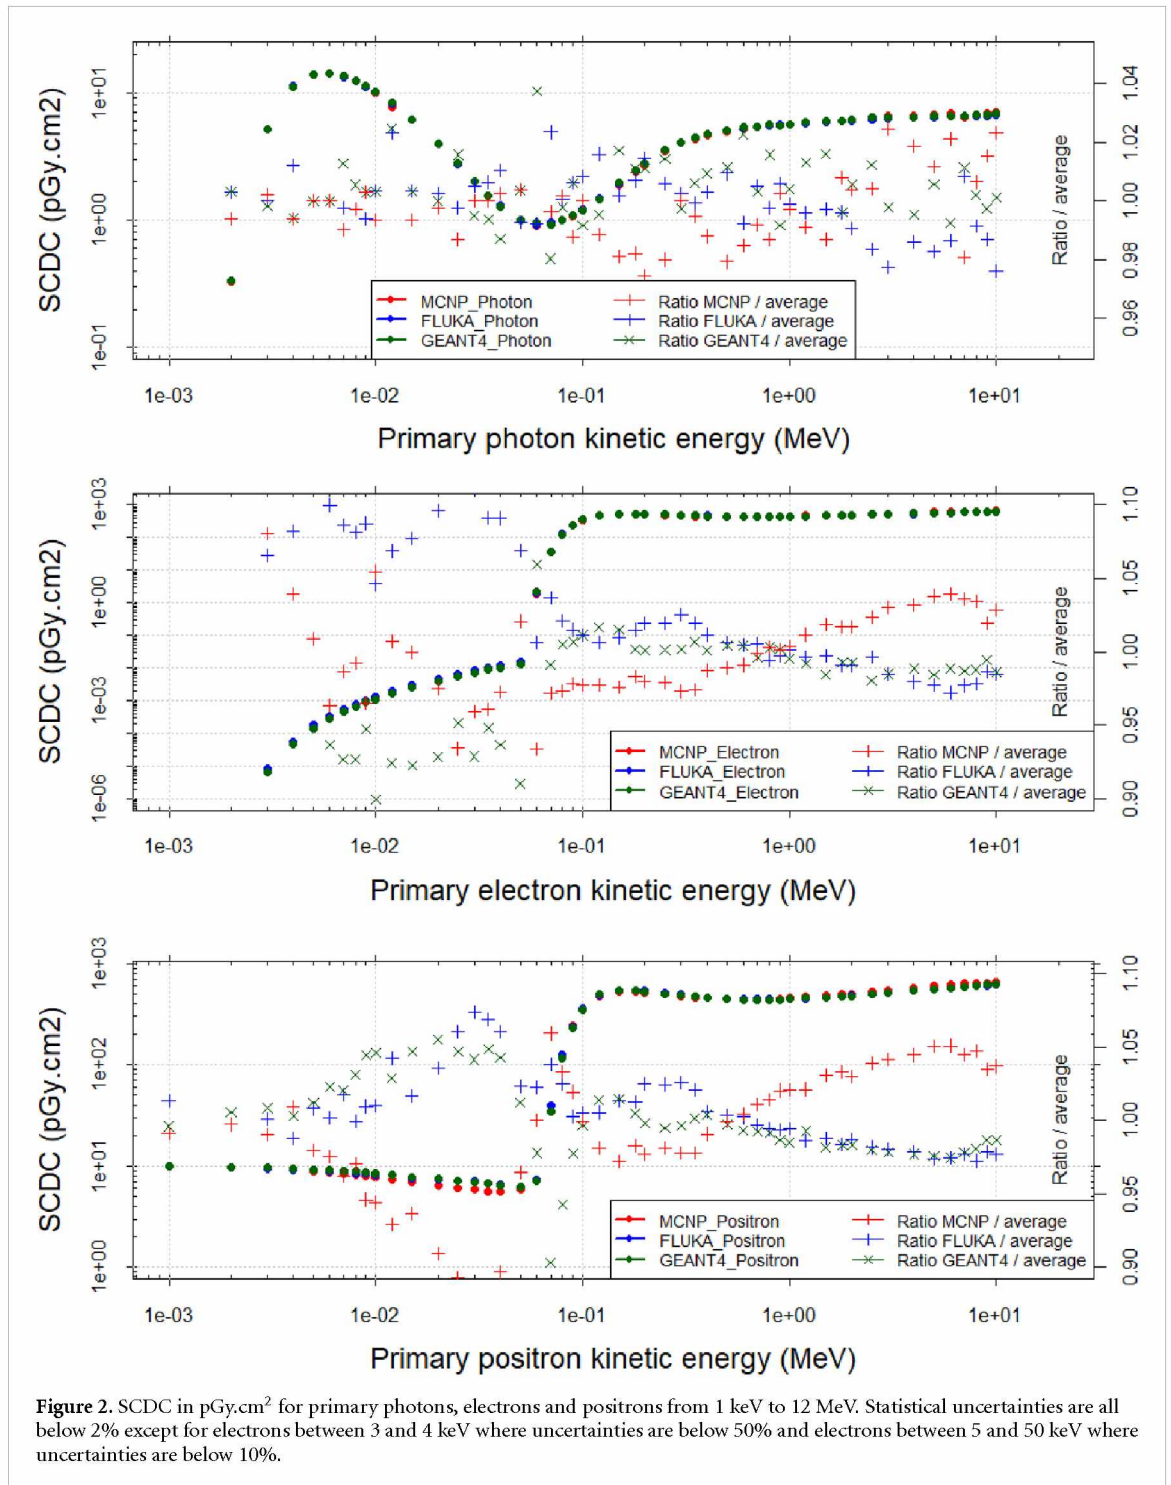 SCDC (pGy.cm2)
1e+01
1e+00
1e-01
1.04
1.02
1.00
0.98
0.96
Ratio / average
MCNP_Photon
FLUKA_Photon
GEANT4_Photon
Ratio MCNP / average
Ratio FLUKA / average
Ratio GEANT4 / average
1e-03 1e-02 1e-01 1e+00 1e+01
Primary photon kinetic energy (MeV)
SCDC (pGy.cm2)
1e+03
1e+00
1e-03
1e-06
1.10
1.05
1.00
0.95
0.90
Ratio / average
MCNP_Electron
FLUKA_Electron
GEANT4_Electron
Ratio MCNP / average
Ratio FLUKA / average
Ratio GEANT4 / average
1e-03 1e-02 1e-01 1e+00 1e+01
Primary electron kinetic energy (MeV)
SCDC (pGy.cm2)
1e+03
1e+02
1e+01
1e+00
1.10
1.05
1.00
0.95
0.90
Ratio / average
MCNP_Positron
FLUKA_Positron
GEANT4_Positron
Ratio MCNP / average
Ratio FLUKA / average
Ratio GEANT4 / average
1e-03 1e-02 1e-01 1e+00 1e+01
Primary positron kinetic energy (MeV)
Figure 2. SCDC in pGy.cm² for primary photons, electrons and positrons from 1 keV to 12 MeV. Statistical uncertainties are all
below 2% except for electrons between 3 and 4 keV where uncertainties are below 50% and electrons between 5 and 50 keV where
uncertainties are below 10%.